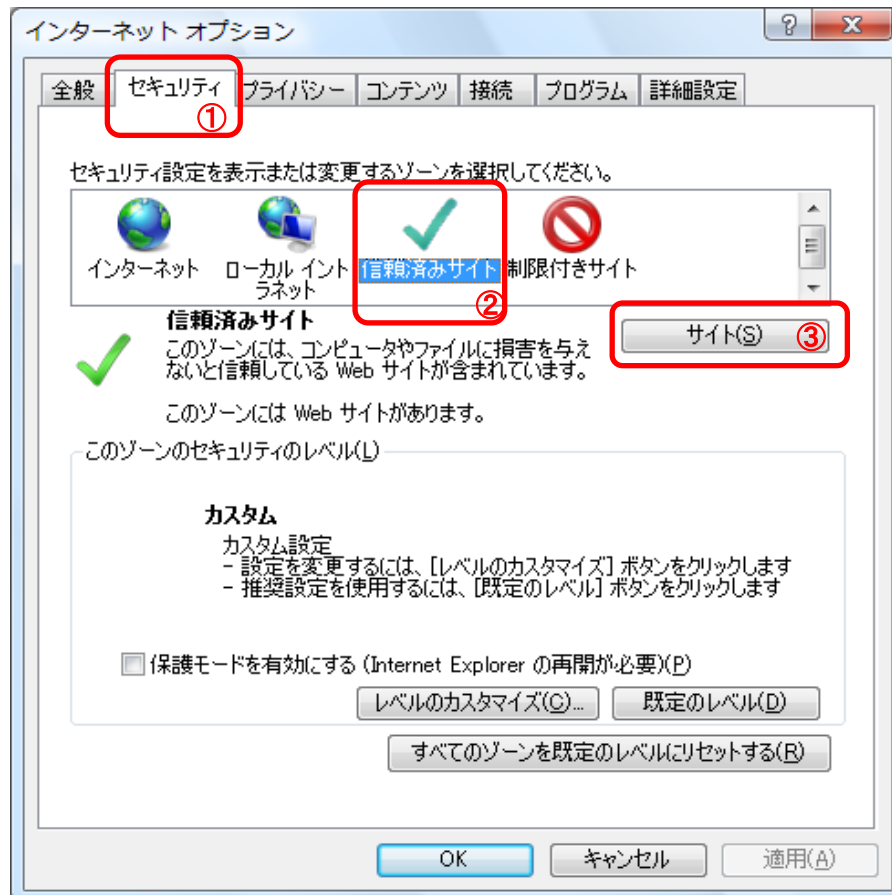 インターネット オプション
全般 セキュリティ プライバシー コンテンツ 接続 プログラム 詳細設定
①
セキュリティ設定を表示または変更するゾーンを選択してください。
インターネット
ローカル イント
ラネット
信頼済みサイト
制限付きサイト
②
信頼済みサイト
このゾーンには、コンピュータやファイルに損害を与え
ないと信頼している Web サイトが含まれています。
このゾーンには Web サイトがあります。
サイト(S) ③
このゾーンのセキュリティのレベル(L)
カスタム
カスタム設定
- 設定を変更するには、[レベルのカスタマイズ] ボタンをクリックします
- 推奨設定を使用するには、[既定のレベル] ボタンをクリックします
保護モードを有効にする (Internet Explorer の再開が必要)(P)
レベルのカスタマイズ(C)... 既定のレベル(D)
すべてのゾーンを既定のレベルにリセットする(R)
OK キャンセル 適用(A)